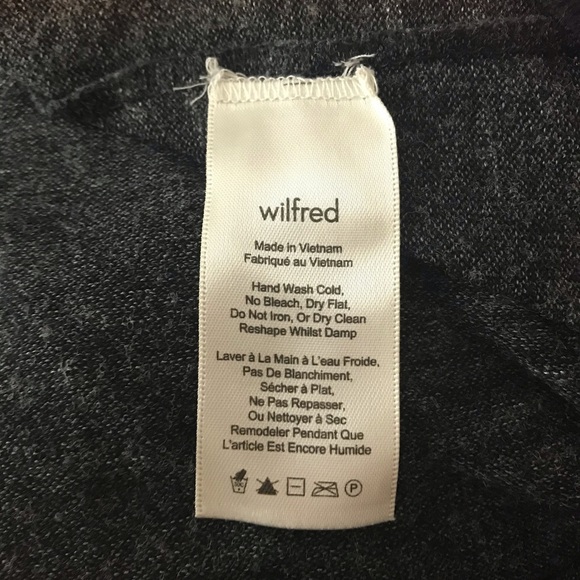 wilfred
Made in Vietnam
Fabriqué au Vietnam
Hand Wash Cold,
No Bleach, Dry Flat,
Do Not Iron, Or Dry Clean
Reshape Whilst Damp
Laver à La Main à L'eau Froide,
Pas De Blanchiment,
Sécher à Plat,
Ne Pas Repasser,
Ou Nettoyer à Sec
Remodeler Pendant Que
L'article Est Encore Humide
P